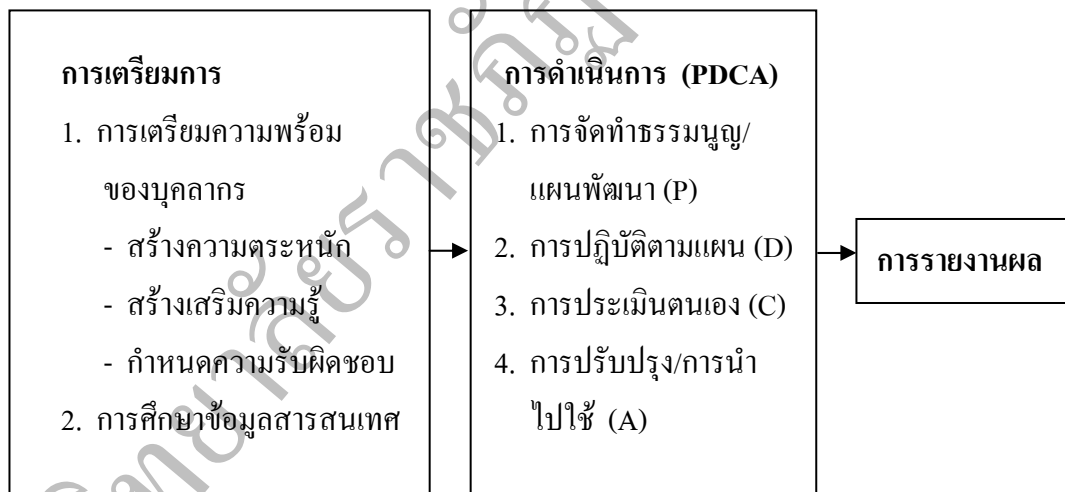 การเตรียมการ
1. การเตรียมความพร้อม
ของบุคลากร
- สร้างความตระหนัก
- สร้างเสริมความรู้
- กำหนดความรับผิดชอบ
2. การศึกษาข้อมูลสารสนเทศ
การดำเนินการ (PDCA)
1. การจัดทำธรรมนูญ/
แผนพัฒนา (P)
2. การปฏิบัติตามแผน (D)
3. การประเมินตนเอง (C)
4. การปรับปรุง/การนำ
ไปใช้ (A)
การรายงานผล